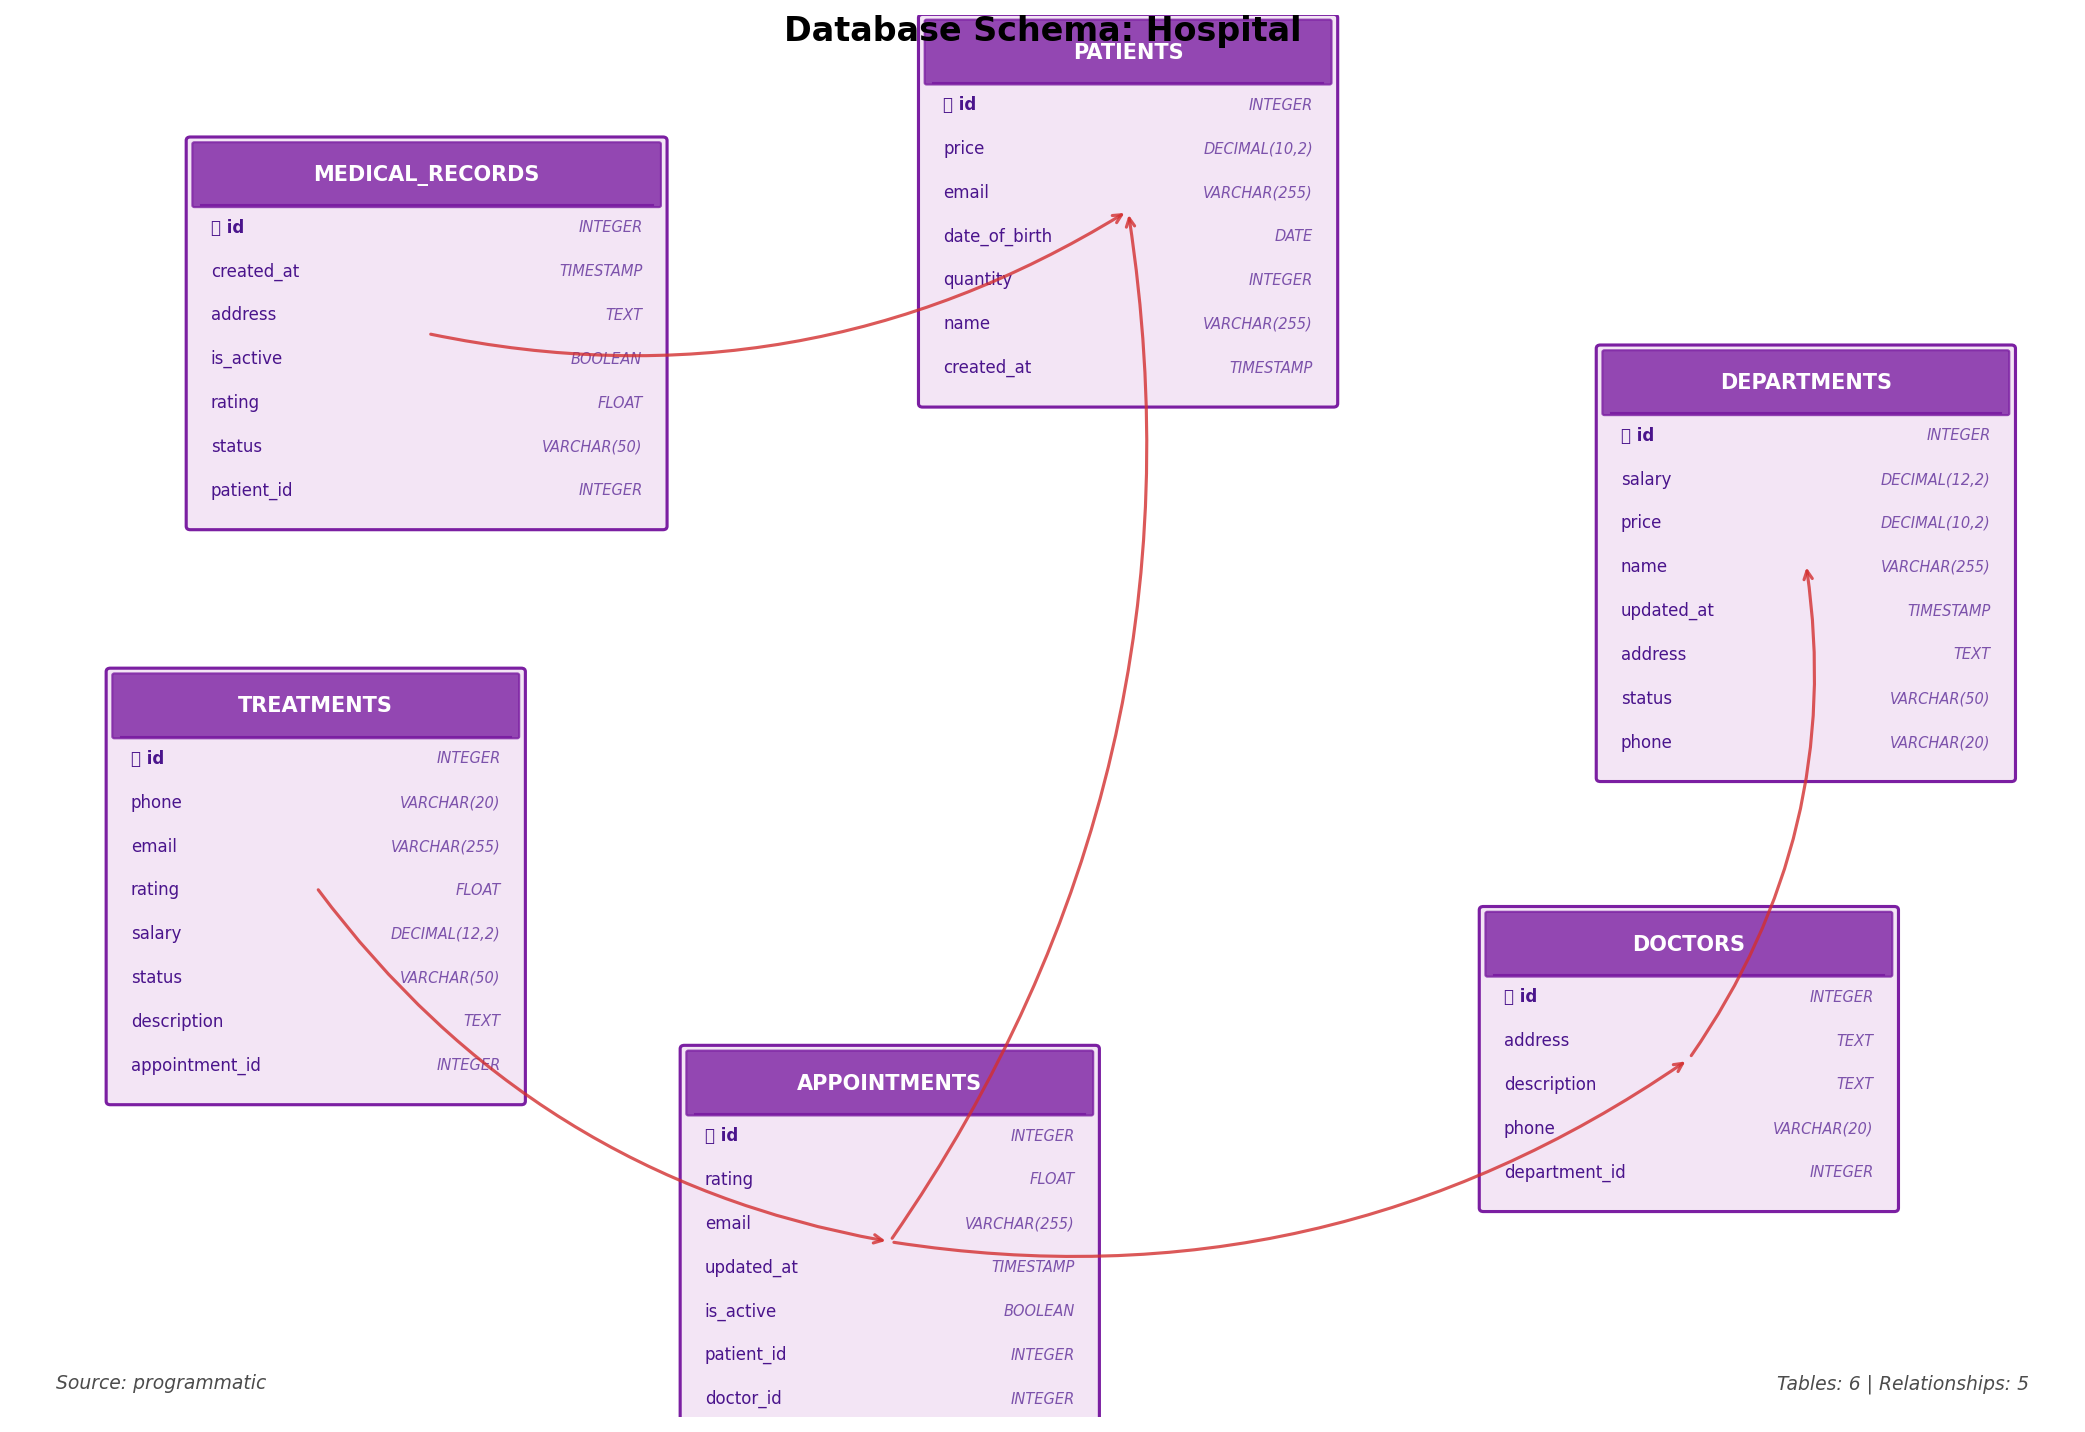 Database Schema: Hospital
PATIENTS
id INTEGER
price DECIMAL(10,2)
email VARCHAR(255)
date_of_birth DATE
quantity INTEGER
name VARCHAR(255)
created_at TIMESTAMP
MEDICAL_RECORDS
id INTEGER
created_at TIMESTAMP
address TEXT
is_active BOOLEAN
rating FLOAT
status VARCHAR(50)
patient_id INTEGER
DEPARTMENTS
id INTEGER
salary DECIMAL(12,2)
price DECIMAL(10,2)
name VARCHAR(255)
updated_at TIMESTAMP
address TEXT
status VARCHAR(50)
phone VARCHAR(20)
TREATMENTS
id INTEGER
phone VARCHAR(20)
email VARCHAR(255)
rating FLOAT
salary DECIMAL(12,2)
status VARCHAR(50)
description TEXT
appointment_id INTEGER
DOCTORS
id INTEGER
address TEXT
description TEXT
phone VARCHAR(20)
department_id INTEGER
APPOINTMENTS
id INTEGER
rating FLOAT
email VARCHAR(255)
updated_at TIMESTAMP
is_active BOOLEAN
patient_id INTEGER
doctor_id INTEGER
Source: programmatic
Tables: 6 | Relationships: 5